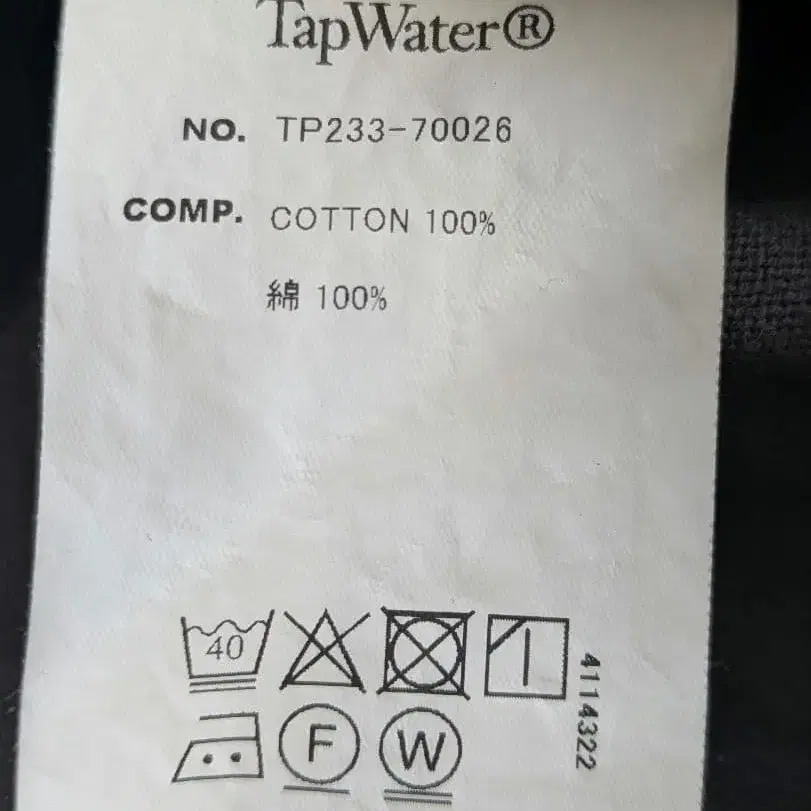 TapWater®
NO. TP233-70026
COMP. COTTON 100%
綿 100%
40
4114322
F
W